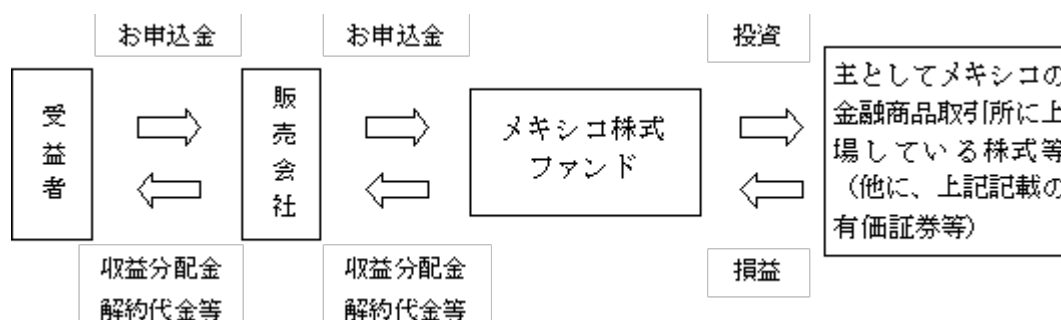 お申込金
お申込金
投資
受益者
販売会社
メキシコ株式
ファンド
主としてメキシコの
金融商品取引所に上
場している株式等
（他に、上記記載の
有価証券等）
収益分配金
解約代金等
収益分配金
解約代金等
損益